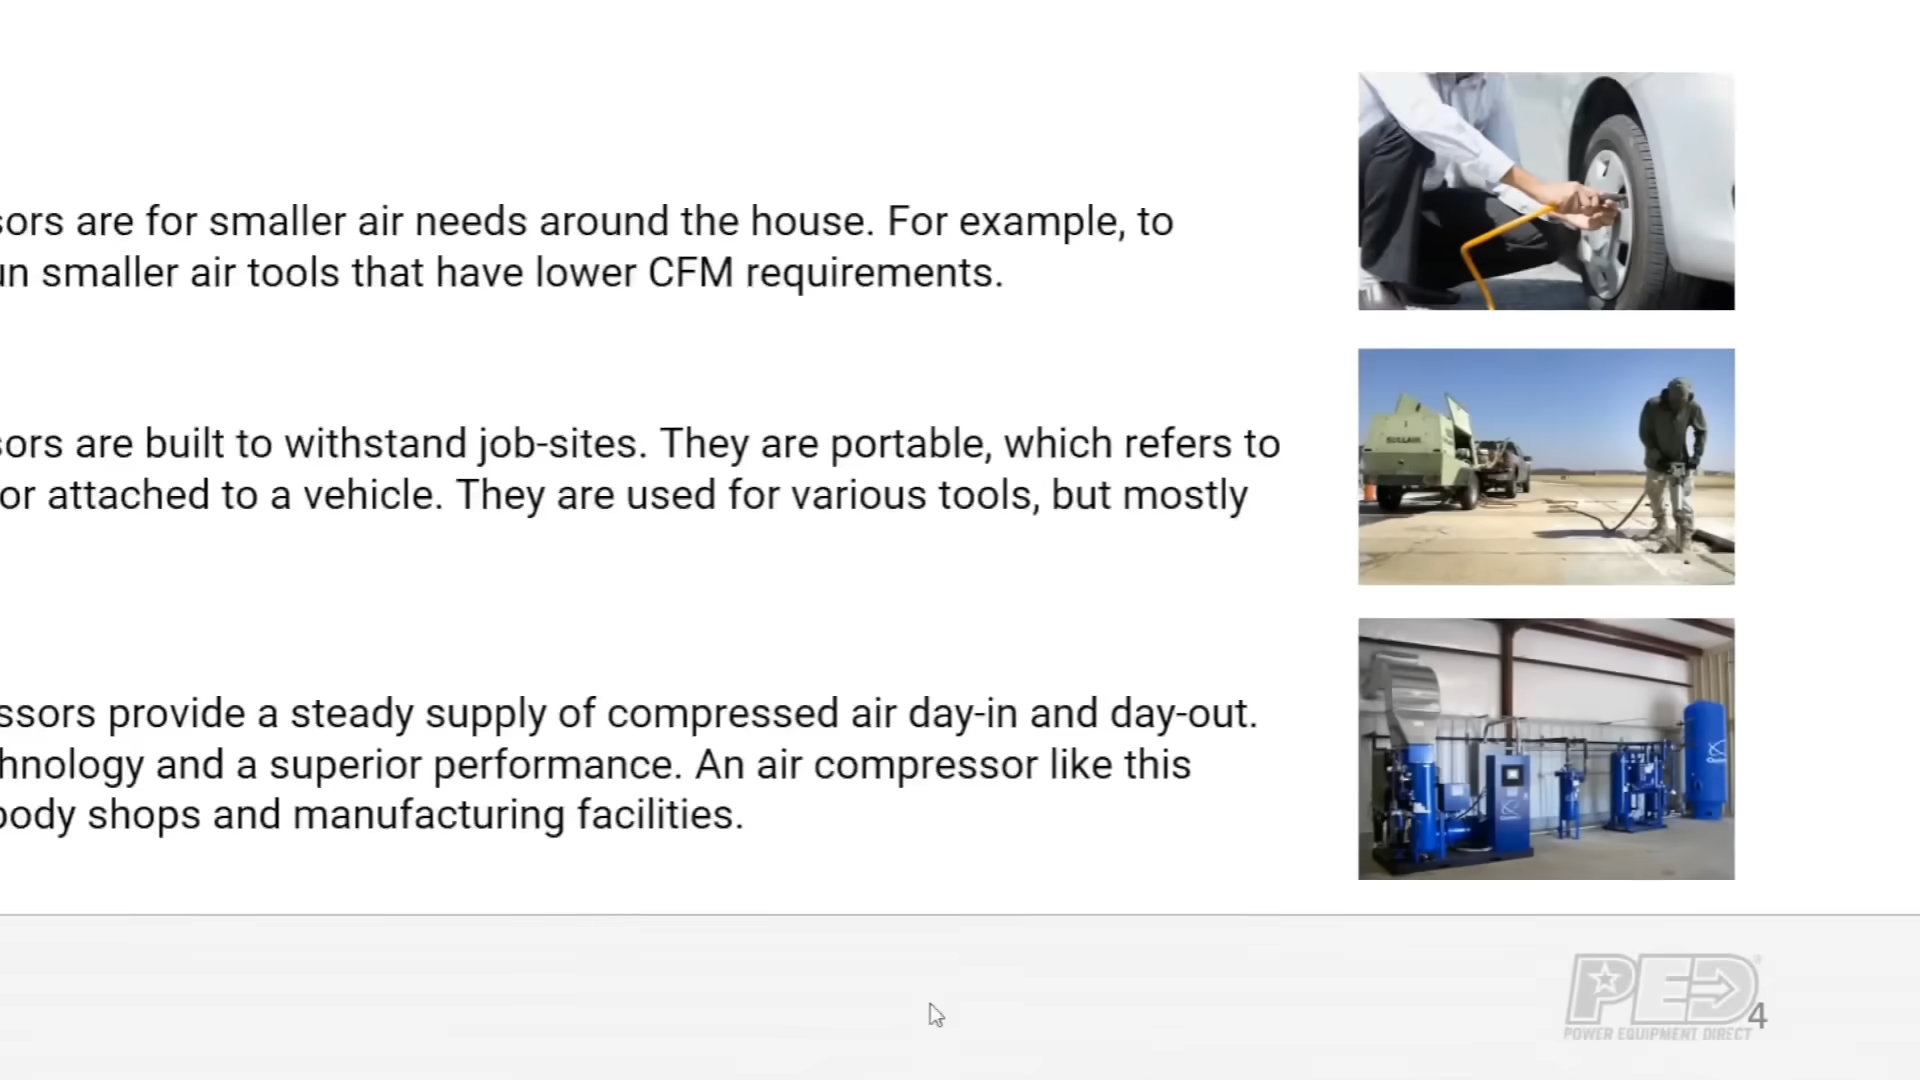 sors are for smaller air needs around the house. For example, to
un smaller air tools that have lower CFM requirements.
sors are built to withstand job-sites. They are portable, which refers to
or attached to a vehicle. They are used for various tools, but mostly
SULLAIR
ssors provide a steady supply of compressed air day-in and day-out.
hnology and a superior performance. An air compressor like this
body shops and manufacturing facilities.
PED
POWER EQUIPMENT DIRECT
4